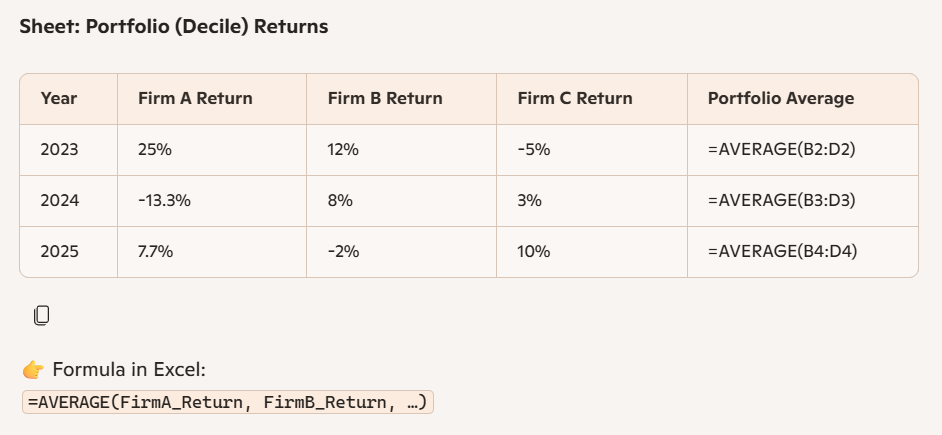 Sheet: Portfolio (Decile) Returns
Year Firm A Return Firm B Return Firm C Return Portfolio Average
2023 25% 12% -5% =AVERAGE(B2:D2)
2024 -13.3% 8% 3% =AVERAGE(B3:D3)
2025 7.7% -2% 10% =AVERAGE(B4:D4)
👉 Formula in Excel:
=AVERAGE(FirmA_Return, FirmB_Return, …)